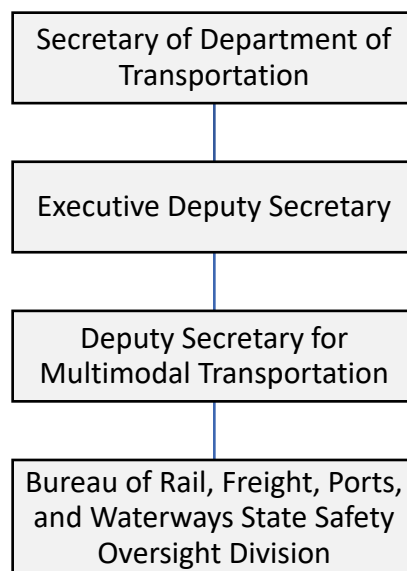 Secretary of Department of
Transportation
Executive Deputy Secretary
Deputy Secretary for
Multimodal Transportation
Bureau of Rail, Freight, Ports,
and Waterways State Safety
Oversight Division